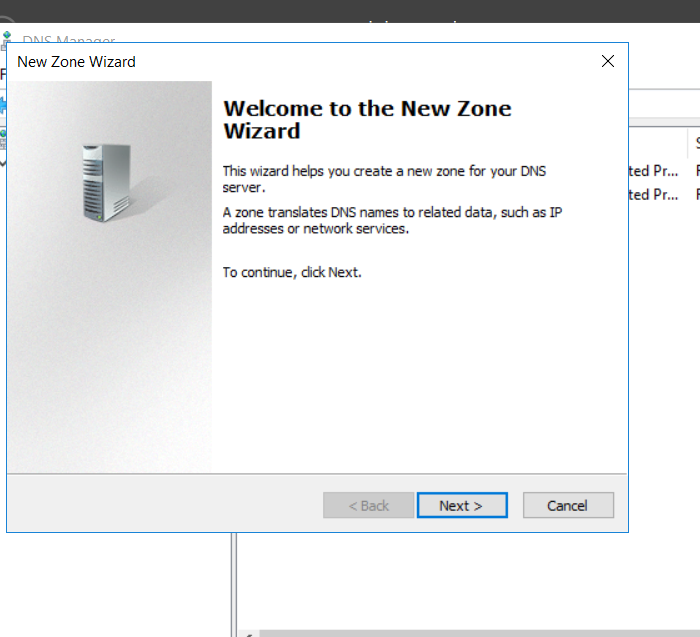 DNS Manager
New Zone Wizard
Welcome to the New Zone
Wizard
This wizard helps you create a new zone for your DNS
server.
A zone translates DNS names to related data, such as IP
addresses or network services.
To continue, click Next.
< Back
Next >
Cancel
ted Pr...
ted Pr...